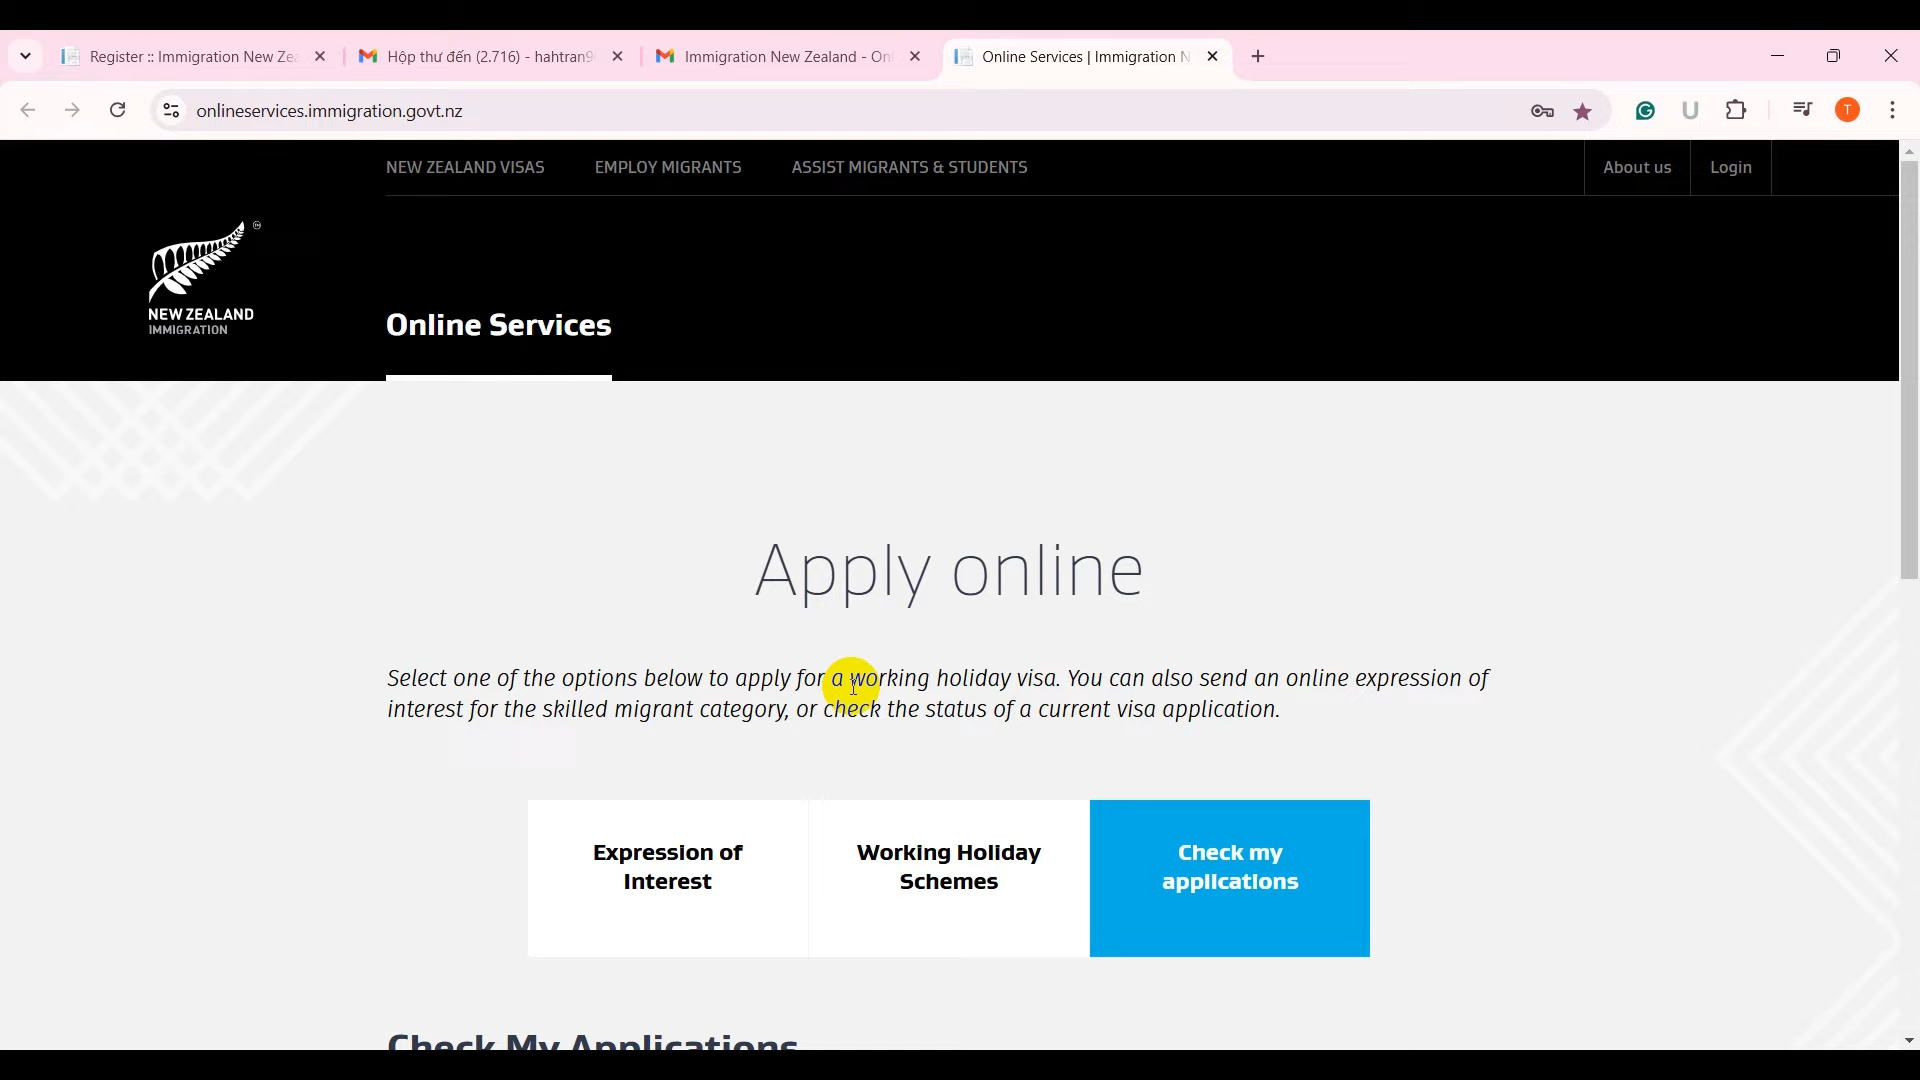 Register :: Immigration New Zea
Hộp thư đến (2.716) - hahtran9
Immigration New Zealand - Onl
Online Services | Immigration N
onlineservices.immigration.govt.nz
T
NEW ZEALAND VISAS
EMPLOY MIGRANTS
ASSIST MIGRANTS & STUDENTS
About us
Login
NEW ZEALAND
IMMIGRATION
Online Services
Apply online
Select one of the options below to apply for a working holiday visa. You can also send an online expression of
interest for the skilled migrant category, or check the status of a current visa application.
Expression of
Interest
Working Holiday
Schemes
Check my
applications
Check My Applications